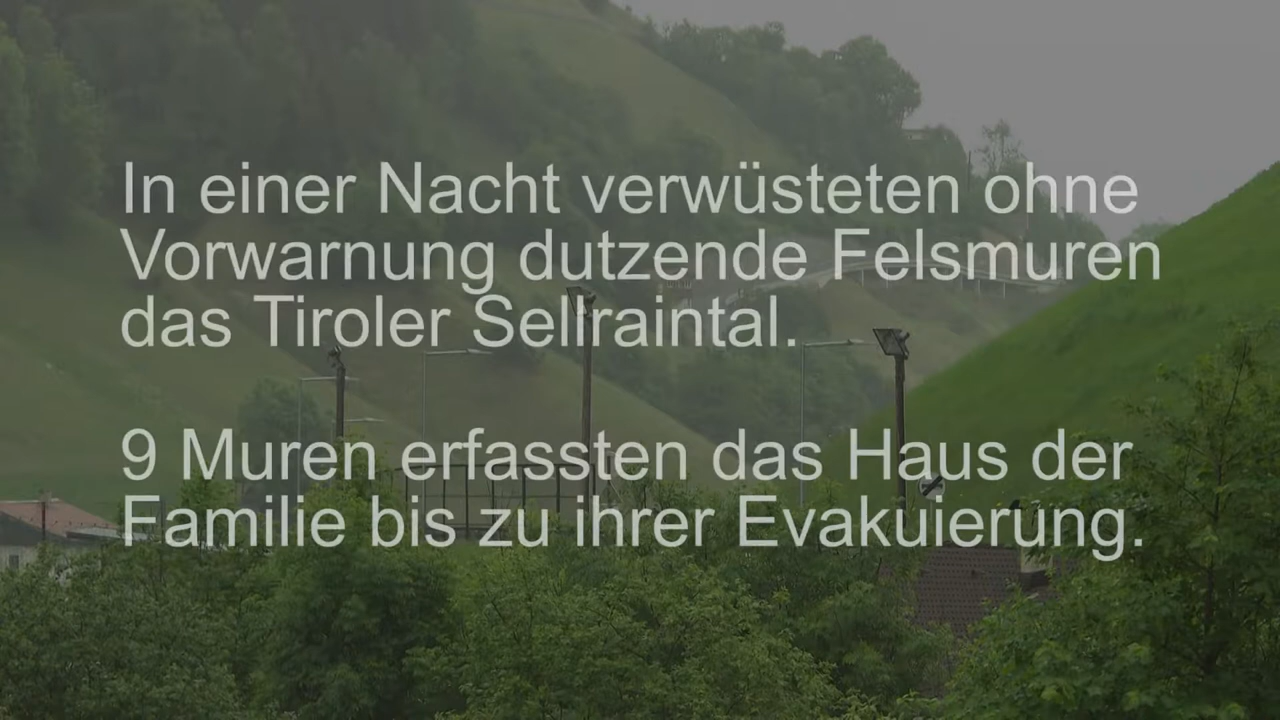 In einer Nacht verwüsteten ohne
Vorwarnung dutzende Felsmuren
das Tiroler Sellraintal.
9 Muren erfassten das Haus der
Familie bis zu ihrer Evakuierung.